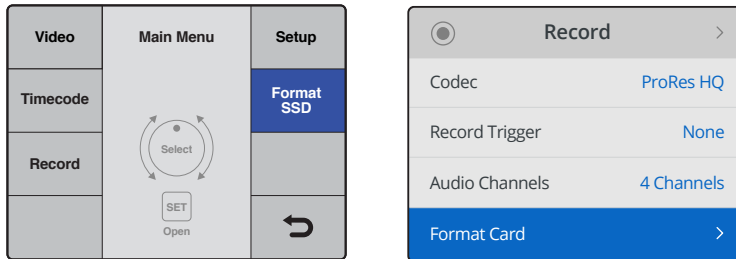 Video
Main Menu
Setup
Timecode
Format
SSD
Select
Record
SET
Open
Record
Codec ProRes HQ
Record Trigger None
Audio Channels 4 Channels
Format Card